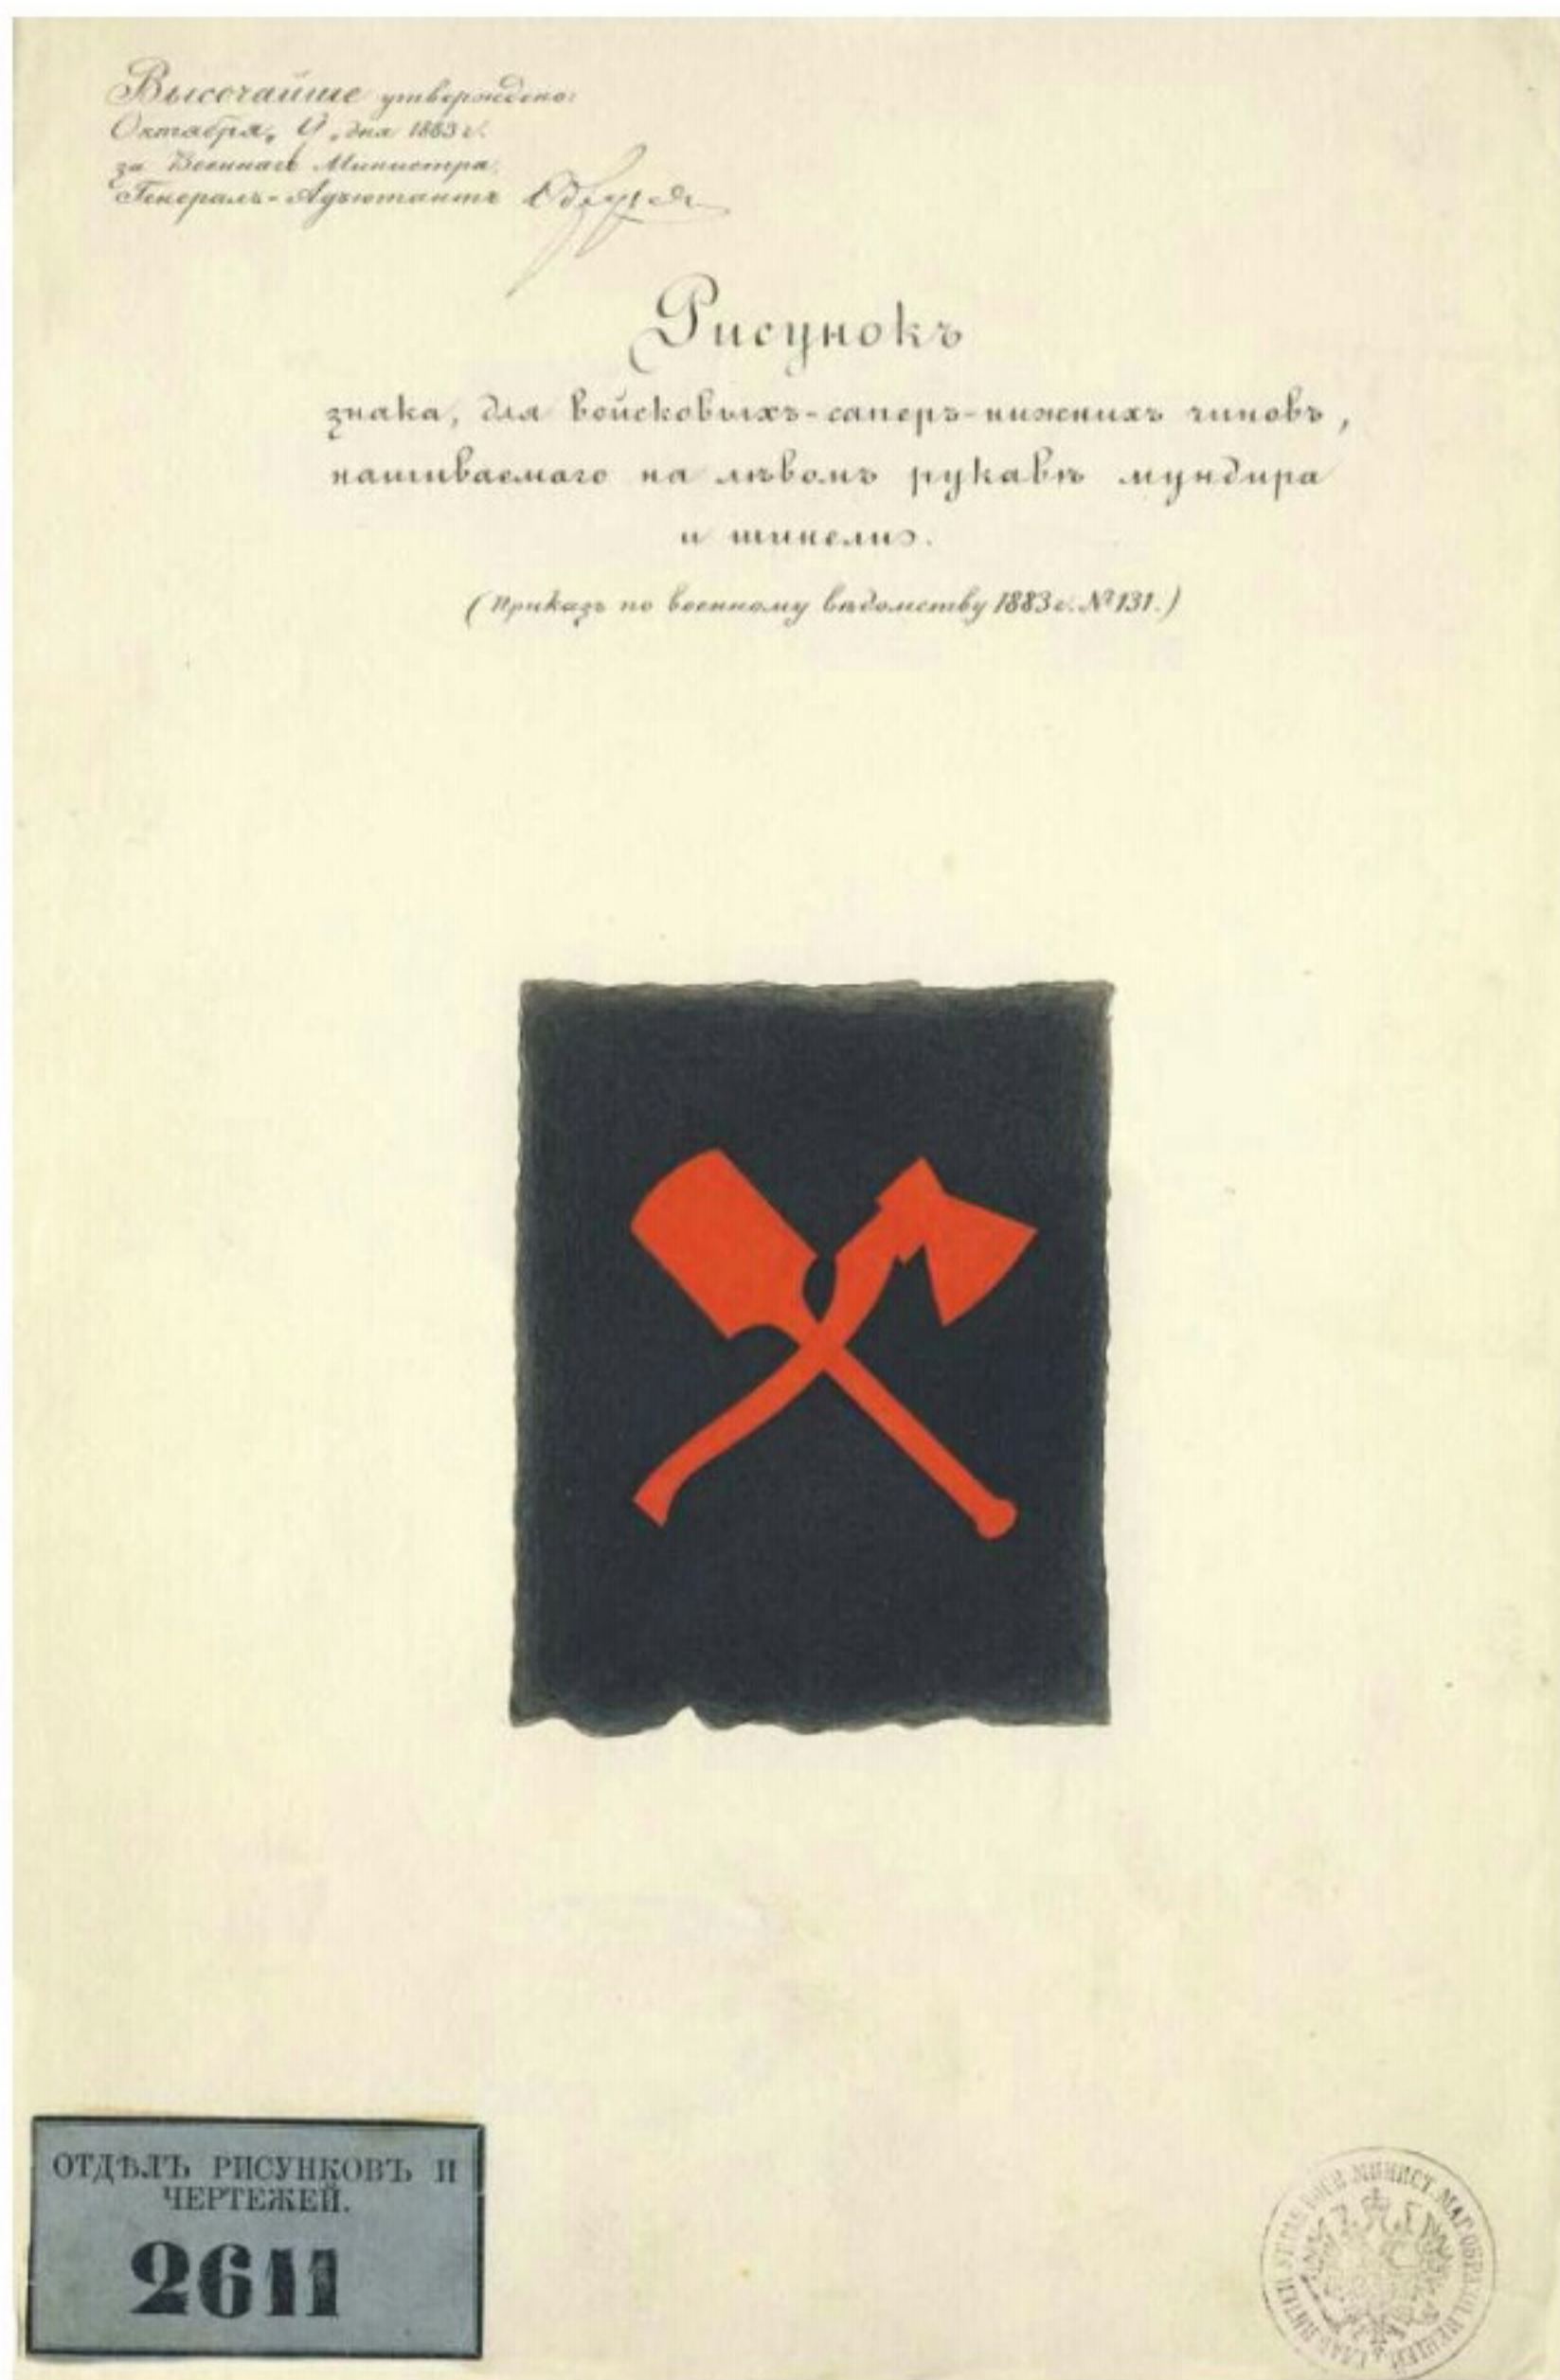 Высочайше утверждено:
Октября, 9, дня 1883 г.
за Военнаго Министра,
Генералъ-Адъютантъ
Рисунокъ
знака, для войсковыхъ-саперъ-нижнихъ чиновъ,
нашиваемаго на лѣвомъ рукавѣ мундира
и шинели.
(Приказъ по военному вѣдомству 1883 г. № 131.)
ОТДѢЛЪ РИСУНКОВЪ И
ЧЕРТЕЖЕЙ.
2611